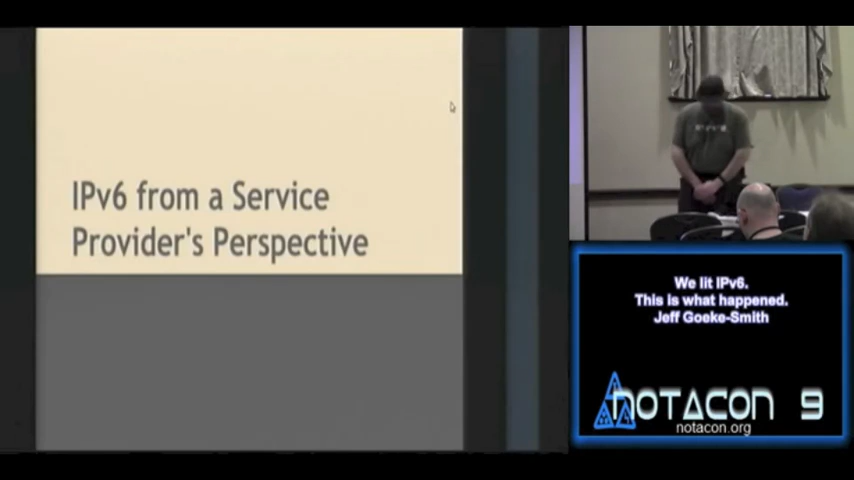 IPv6 from a Service
Provider's Perspective
We lit IPv6.
This is what happened.
Jeff Goeke-Smith
NOTACON 9
notacon.org